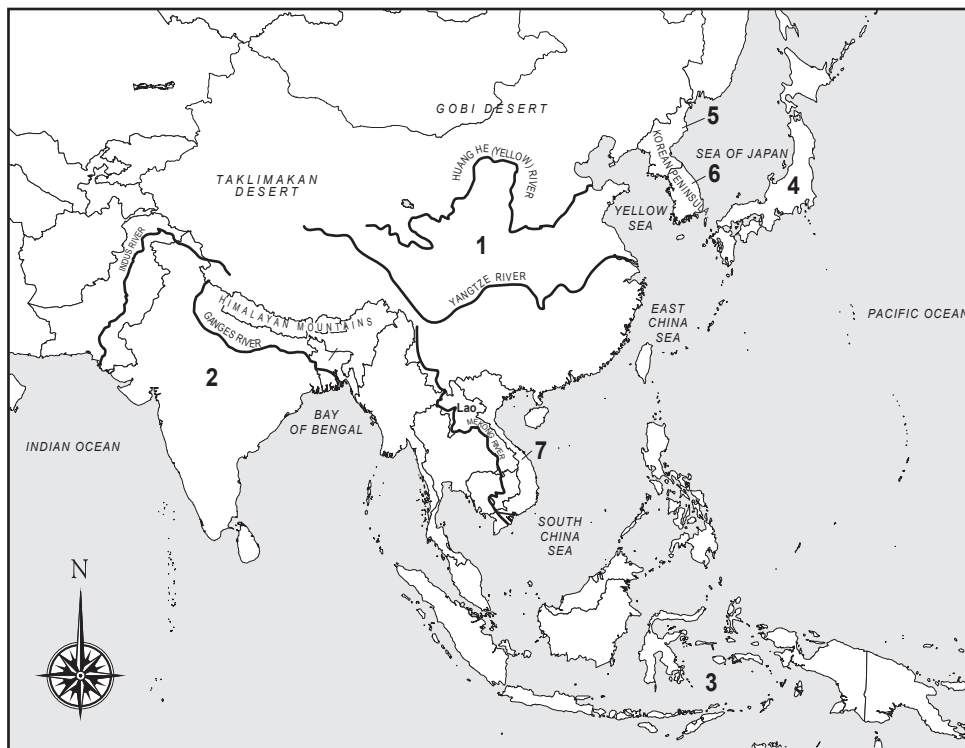 GOBI DESERT
5
HUANG HE (YELLOW) RIVER
KOREAN PENINSULA
SEA OF JAPAN
TAKLIMAKAN
DESERT
6
4
YELLOW
SEA
INDUS RIVER
1
YANGTZE RIVER
HIMALAYAN MOUNTAINS
EAST
CHINA
SEA
PACIFIC OCEAN
GANGES RIVER
2
Lao
BAY
OF BENGAL
MEKONG RIVER
INDIAN OCEAN
7
SOUTH
CHINA
SEA
N
3